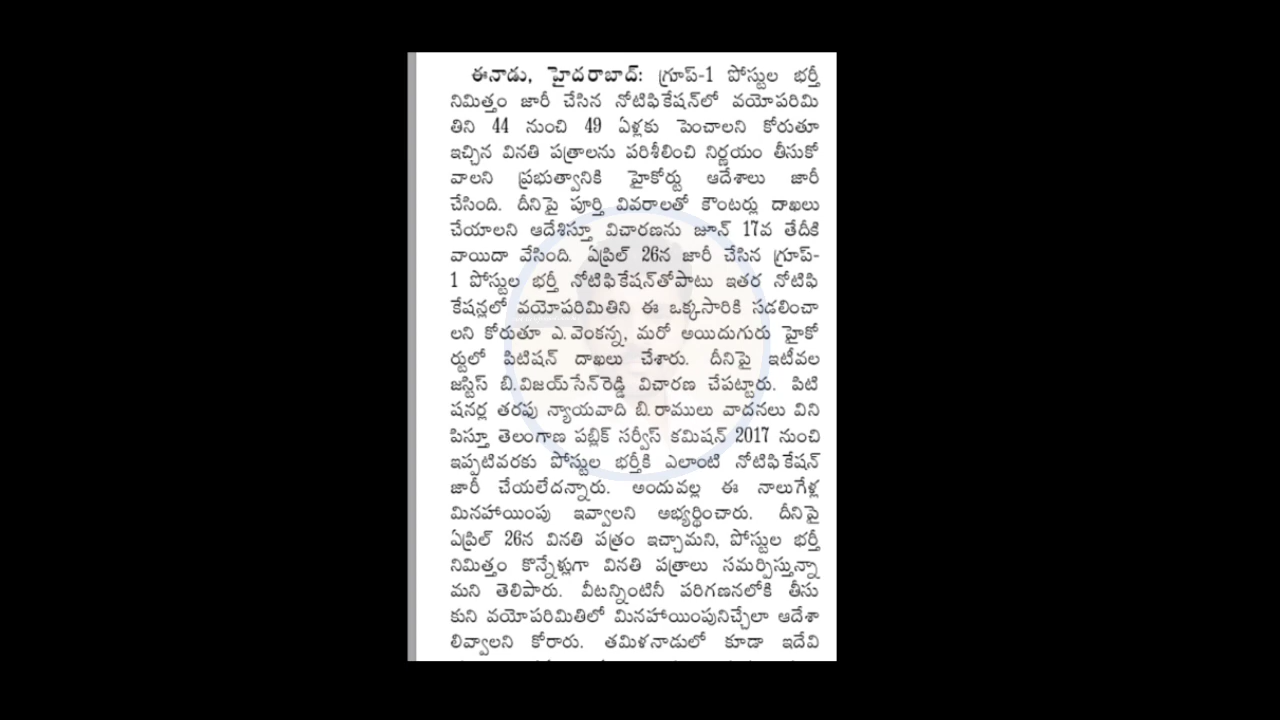 ఈనాడు, హైదరాబాద్: గ్రూప్-1 పోస్టుల భర్తీ
నిమిత్తం జారీ చేసిన నోటిఫికేషన్‌లో వయోపరిమి
తిని 44 నుంచి 49 ఏళ్లకు పెంచాలని కోరుతూ
ఇచ్చిన వినతి పత్రాలను పరిశీలించి నిర్ణయం తీసుకో
వాలని ప్రభుత్వానికి హైకోర్టు ఆదేశాలు జారీ
చేసింది. దీనిపై పూర్తి వివరాలతో కౌంటర్లు దాఖలు
చేయాలని ఆదేశిస్తూ విచారణను జూన్ 17వ తేదీకి
వాయిదా వేసింది. ఏప్రిల్ 26న జారీ చేసిన గ్రూప్-
1 పోస్టుల భర్తీ నోటిఫికేషన్‌తోపాటు ఇతర నోటిఫి
కేషన్లలో వయోపరిమితిని ఈ ఒక్కసారికి సడలించా
లని కోరుతూ ఎ.వెంకన్న, మరో అయిదుగురు హైకో
ర్టులో పిటిషన్ దాఖలు చేశారు. దీనిపై ఇటీవల
జస్టిస్ బి.విజయ్‌సేన్‌రెడ్డి విచారణ చేపట్టారు. పిటి
షనర్ల తరపు న్యాయవాది బి.రాములు వాదనలు విని
పిస్తూ తెలంగాణ పబ్లిక్ సర్వీస్ కమిషన్ 2017 నుంచి
ఇప్పటివరకు పోస్టుల భర్తీకి ఎలాంటి నోటిఫికేషన్
జారీ చేయలేదన్నారు. అందువల్ల ఈ నాలుగేళ్ల
మినహాయింపు ఇవ్వాలని అభ్యర్థించారు. దీనిపై
ఏప్రిల్ 26న వినతి పత్రం ఇచ్చామని, పోస్టుల భర్తీ
నిమిత్తం కొన్నేళ్లుగా వినతి పత్రాలు సమర్పిస్తున్నా
మని తెలిపారు. వీటన్నింటినీ పరిగణనలోకి తీసు
కుని వయోపరిమితిలో మినహాయింపునిచ్చేలా ఆదేశా
లివ్వాలని కోరారు. తమిళనాడులో కూడా ఇదేవి